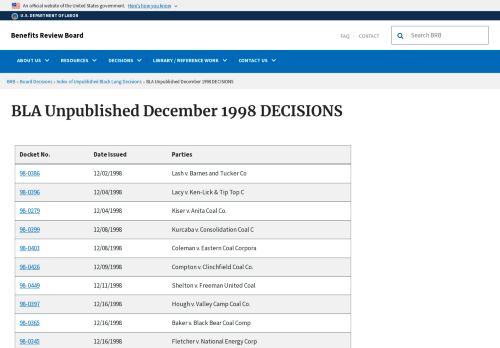 An official website of the United States government. Here's how you know
U.S. DEPARTMENT OF LABOR
Benefits Review Board
FAQ CONTACT
Search BRB
ABOUT US RESOURCES DECISIONS LIBRARY / REFERENCE WORK CONTACT US
BRB › Board Decisions › Index of Unpublished Black Lung Decisions › BLA Unpublished December 1998 DECISIONS
BLA Unpublished December 1998 DECISIONS
Docket No. Date Issued Parties
98-0386 12/02/1998 Lash v. Barnes and Tucker Co
98-0396 12/04/1998 Lacy v. Ken-Lick & Tip Top C
98-0279 12/04/1998 Kiser v. Anita Coal Co.
98-0399 12/08/1998 Kurcaba v. Consolidation Coal C
98-0403 12/08/1998 Coleman v. Eastern Coal Corpora
98-0426 12/09/1998 Compton v. Clinchfield Coal Co.
98-0449 12/11/1998 Shelton v. Freeman United Coal
98-0397 12/16/1998 Hough v. Valley Camp Coal Co.
98-0365 12/16/1998 Baker v. Black Bear Coal Comp
98-0345 12/16/1998 Fletcher v. National Energy Corp